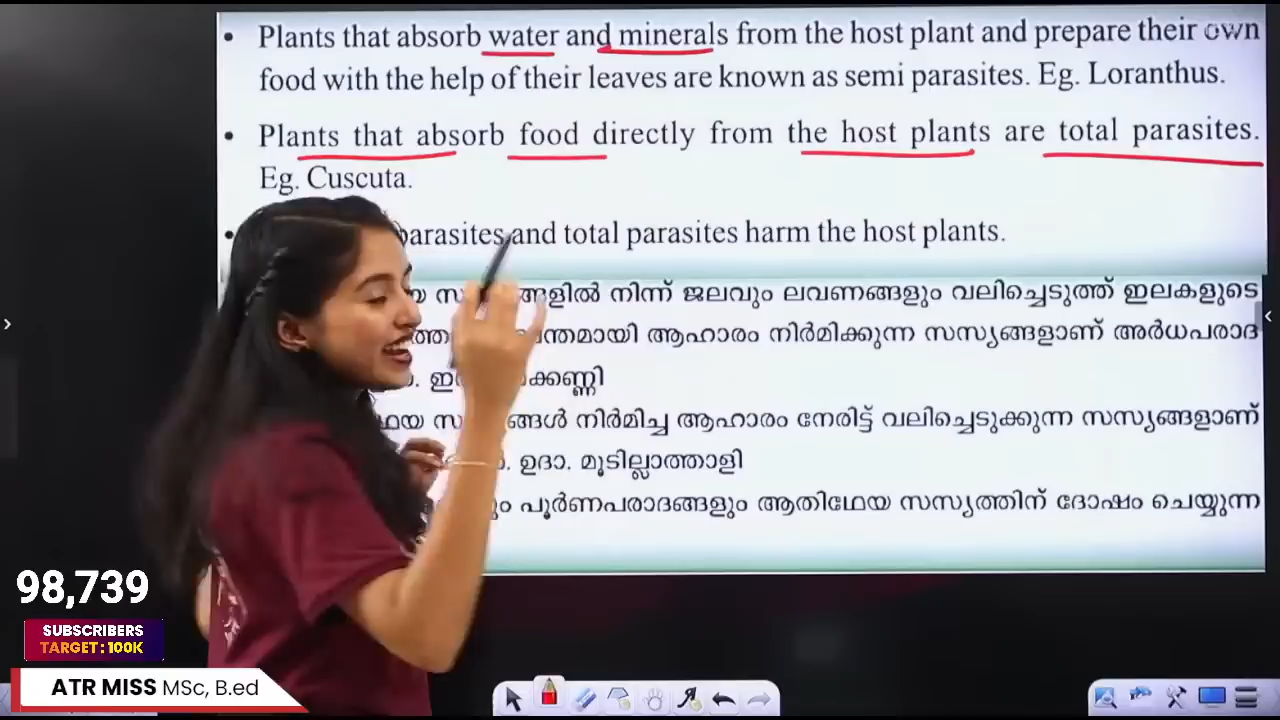 • Plants that absorb water and minerals from the host plant and prepare their own
food with the help of their leaves are known as semi parasites. Eg. Loranthus.
• Plants that absorb food directly from the host plants are total parasites.
Eg. Cuscuta.
• parasites and total parasites harm the host plants.
നിന്ന് ജലവും ലവണങ്ങളും വലിച്ചെടുത്ത് ഇലകളുടെ
ആഹാരം നിർമിക്കുന്ന സസ്യങ്ങളാണ് അർധപരാദ
നിർമിച്ച ആഹാരം നേരിട്ട് വലിച്ചെടുക്കുന്ന സസ്യങ്ങളാണ്
ഉദാ. മൂടില്ലാത്താളി
പൂർണപരാദങ്ങളും ആതിഥേയ സസ്യത്തിന് ദോഷം ചെയ്യുന്ന
98,739
SUBSCRIBERS
TARGET : 100K
ATR MISS MSc, B.ed